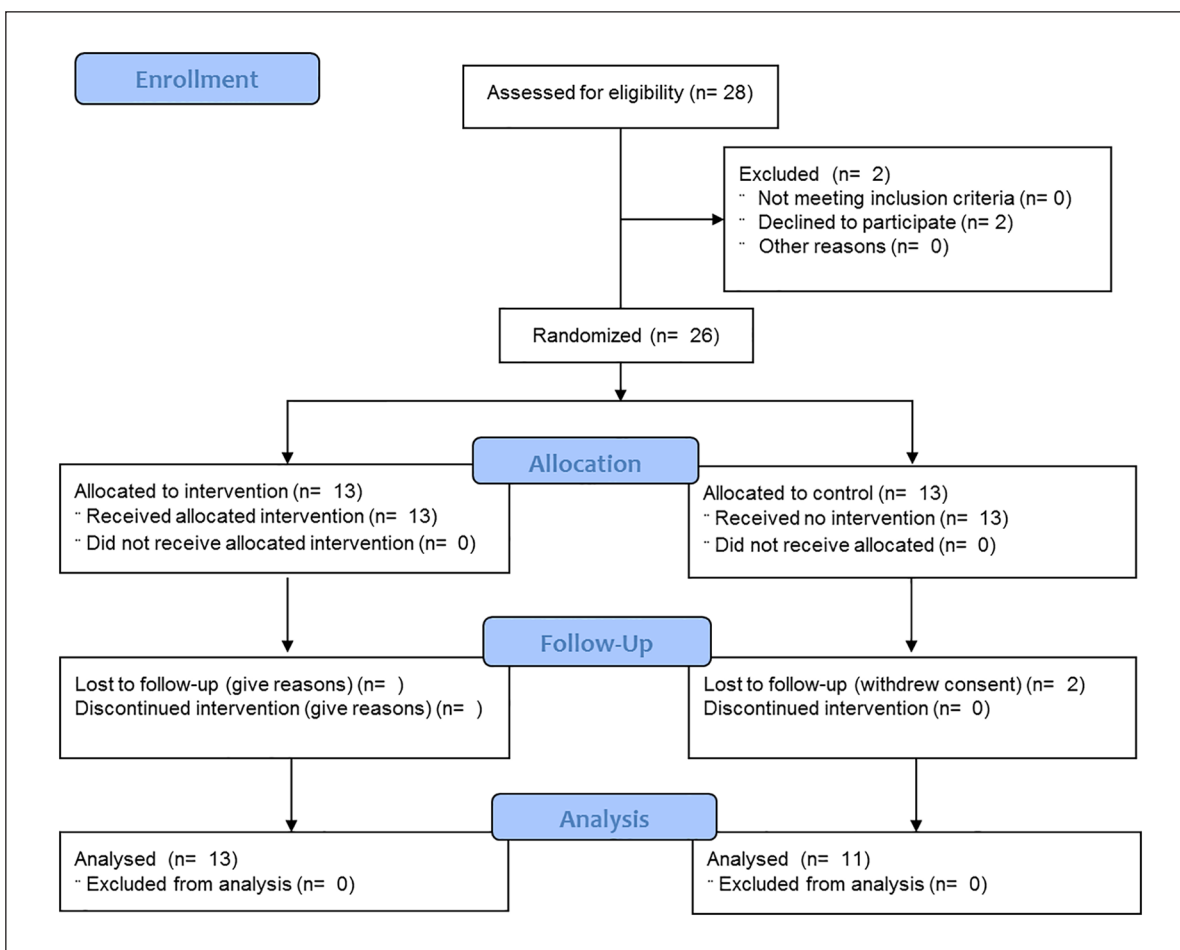 Enrollment
Assessed for eligibility (n= 28)
Excluded (n= 2)
¨ Not meeting inclusion criteria (n= 0)
¨ Declined to participate (n= 2)
¨ Other reasons (n= 0)
Randomized (n= 26)
Allocation
Allocated to intervention (n= 13)
¨ Received allocated intervention (n= 13)
¨ Did not receive allocated intervention (n= 0)
Allocated to control (n= 13)
¨ Received no intervention (n= 13)
¨ Did not receive allocated (n= 0)
Follow-Up
Lost to follow-up (give reasons) (n= )
Discontinued intervention (give reasons) (n= )
Lost to follow-up (withdrew consent) (n= 2)
Discontinued intervention (n= 0)
Analysis
Analysed (n= 13)
¨ Excluded from analysis (n= 0)
Analysed (n= 11)
¨ Excluded from analysis (n= 0)